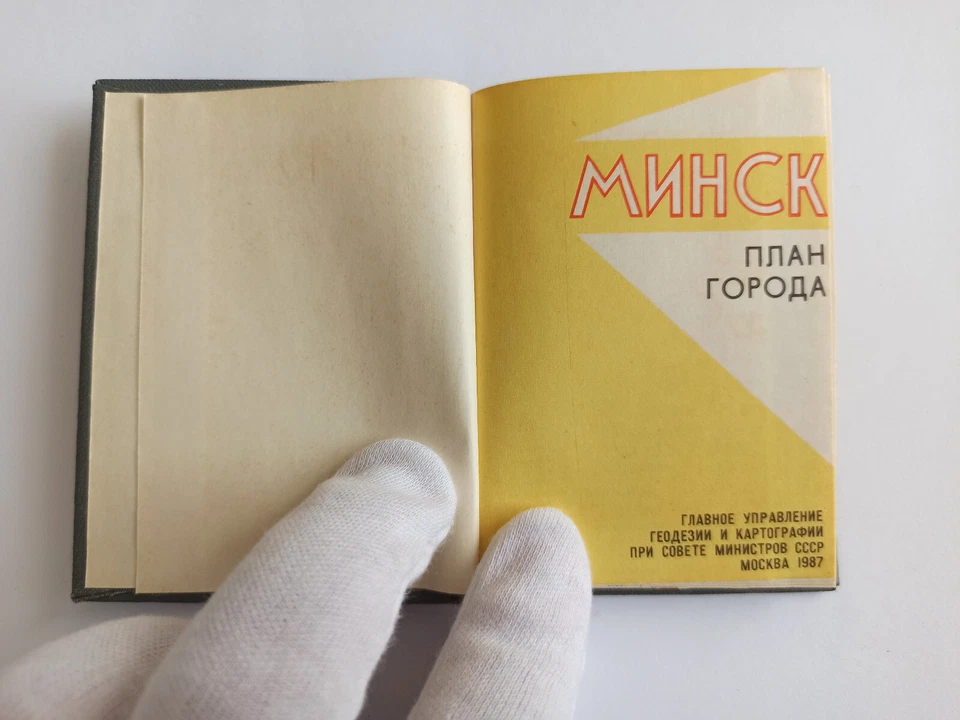 МИНСК
ПЛАН
ГОРОДА
ГЛАВНОЕ УПРАВЛЕНИЕ
ГЕОДЕЗИИ И КАРТОГРАФИИ
ПРИ СОВЕТЕ МИНИСТРОВ СССР
МОСКВА 1987